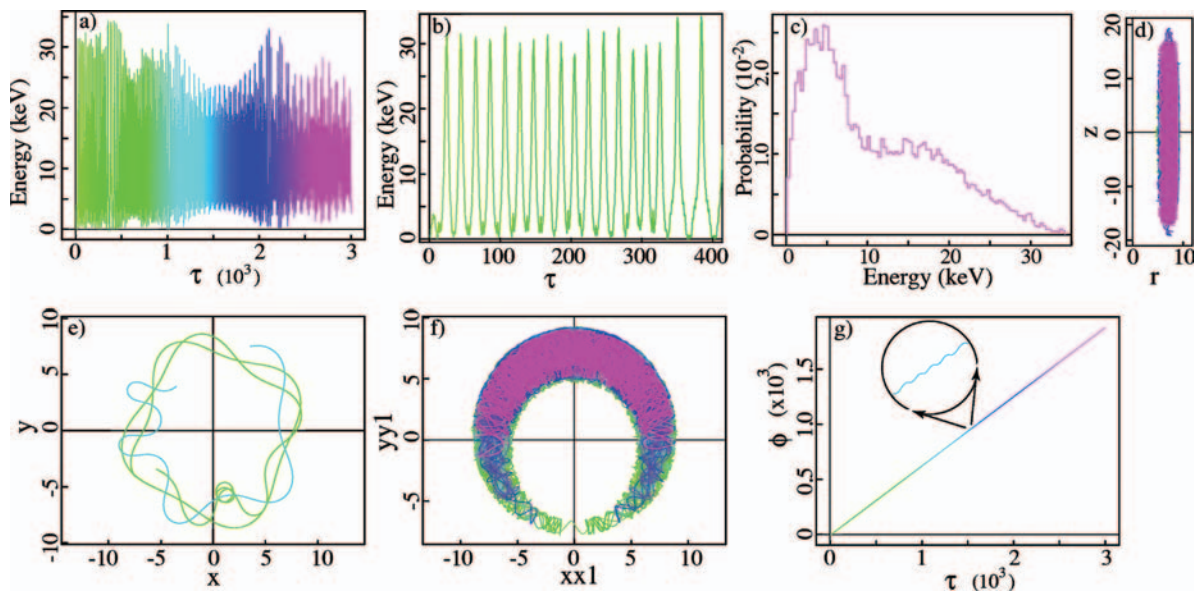 a)
Energy (keV)
30
20
10
0
0
1
2
3
τ (10³)
b)
Energy (keV)
30
20
10
0
0
100
200
300
400
τ
c)
Probability (10⁻²)
2.0
1.0
0
0
10
20
30
Energy (keV)
d)
z
20
10
0
-10
-20
0
10
r
e)
y
10
5
0
-5
-10
-10
-5
0
5
10
x
f)
yy1
10
5
0
-5
-10
-5
0
5
10
xx1
g)
ϕ (x10³)
1.5
1.0
0.5
0
0
1
2
3
τ (10³)